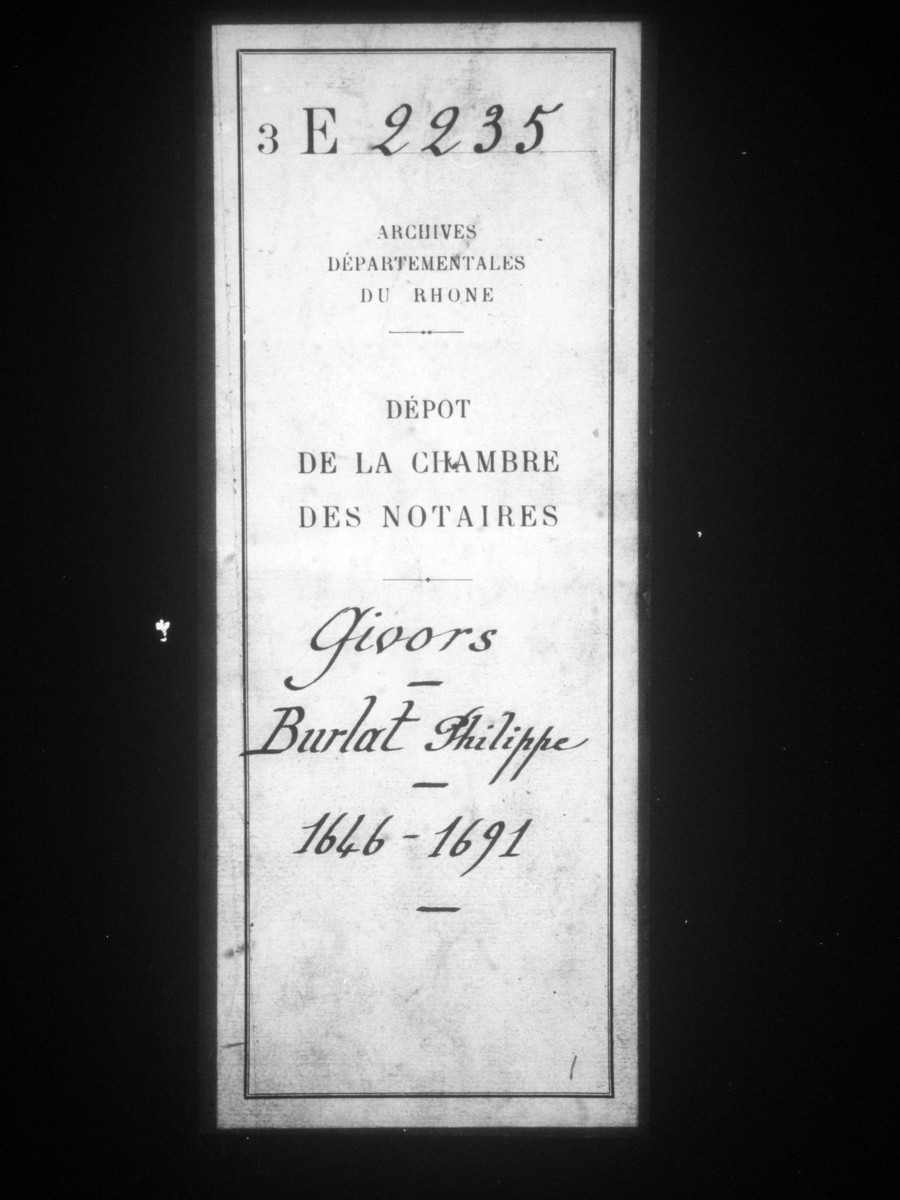 3 E 2235
ARCHIVES
DÉPARTEMENTALES
DU RHONE
DÉPOT
DE LA CHAMBRE
DES NOTAIRES
Givors
Burlat Philippe
1646 - 1691
1